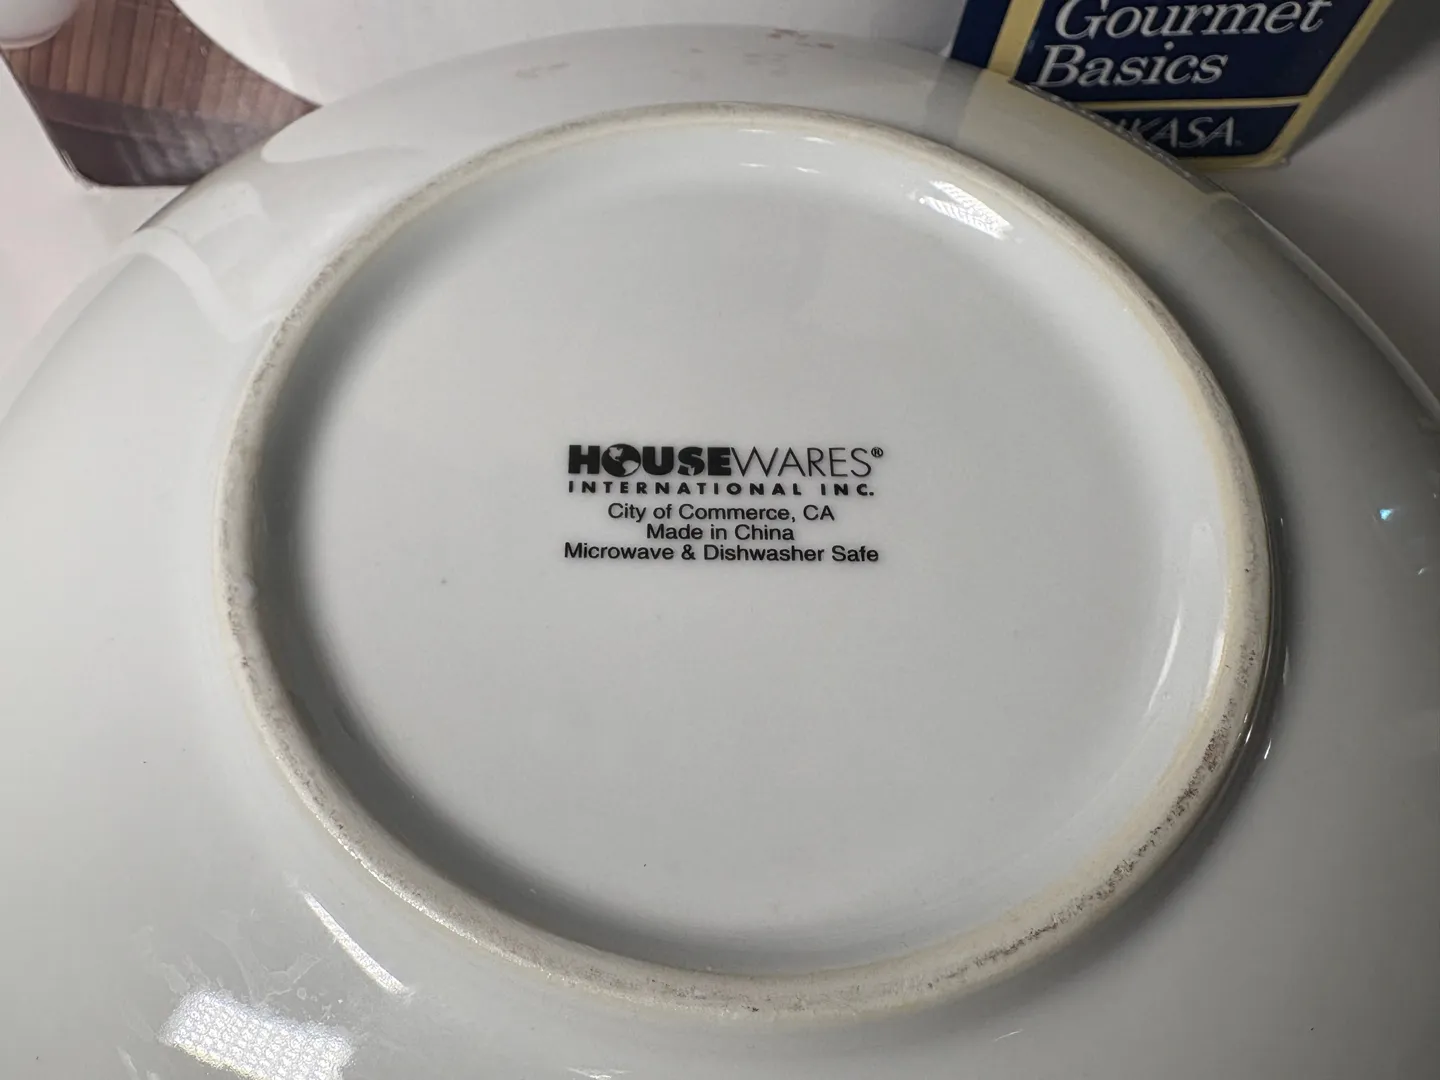 Gourmet
Basics
HOUSEWARES®
INTERNATIONAL INC.
City of Commerce, CA
Made in China
Microwave & Dishwasher Safe